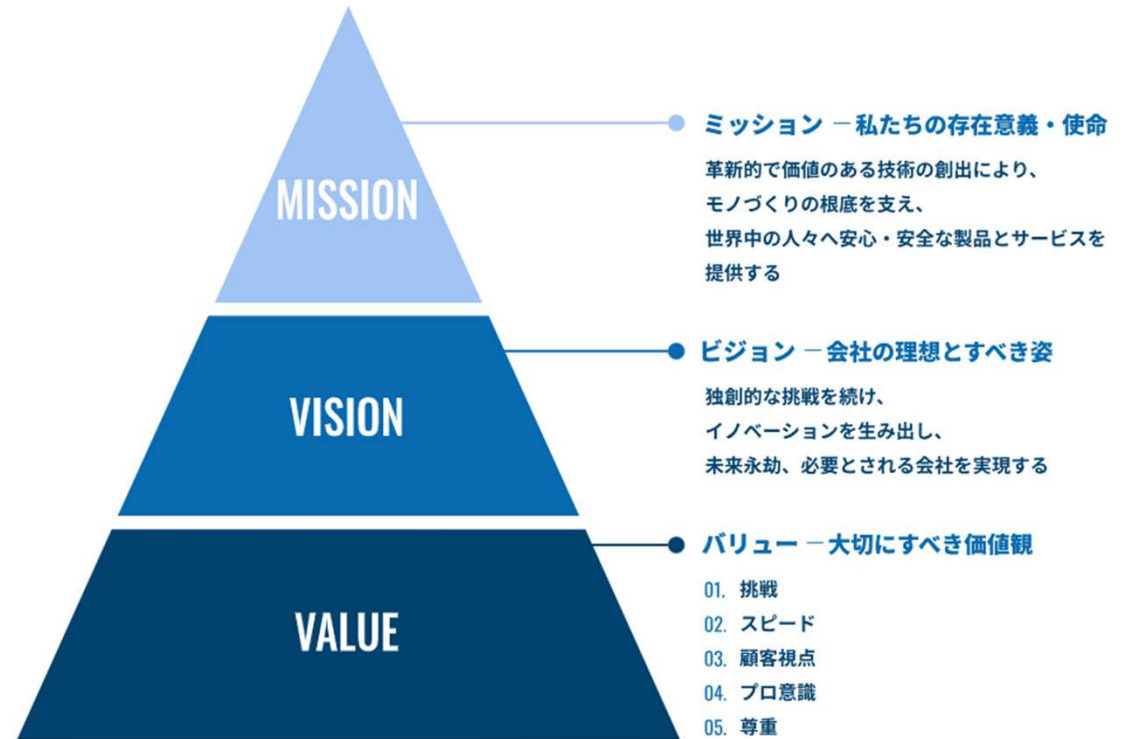 MISSION
ミッション ー私たちの存在意義・使命
革新的で価値のある技術の創出により、
モノづくりの根底を支え、
世界中の人々へ安心・安全な製品とサービスを
提供する
VISION
ビジョン ー会社の理想とすべき姿
独創的な挑戦を続け、
イノベーションを生み出し、
未来永劫、必要とされる会社を実現する
VALUE
バリュー ー大切にすべき価値観
01. 挑戦
02. スピード
03. 顧客視点
04. プロ意識
05. 尊重